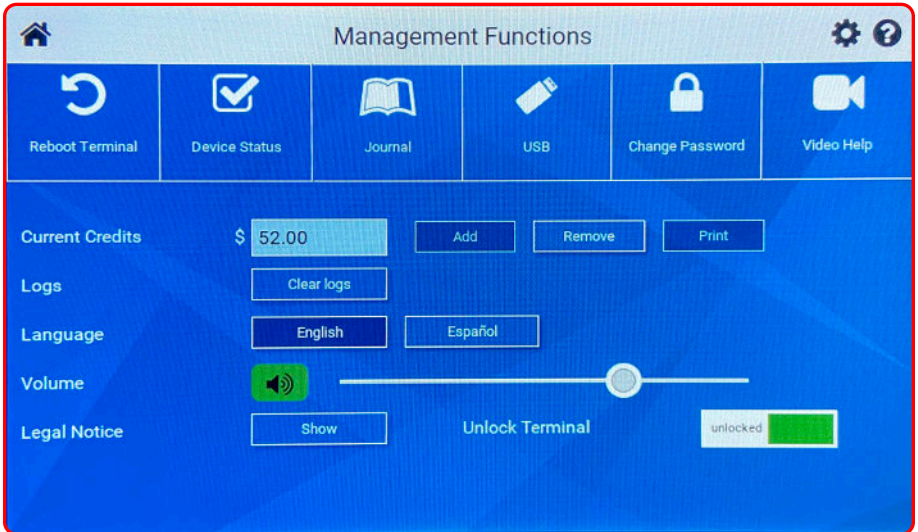 Management Functions
Reboot Terminal
Device Status
Journal
USB
Change Password
Video Help
Current Credits $ 52.00 Add Remove Print
Logs Clear logs
Language English Español
Volume
Legal Notice Show Unlock Terminal unlocked